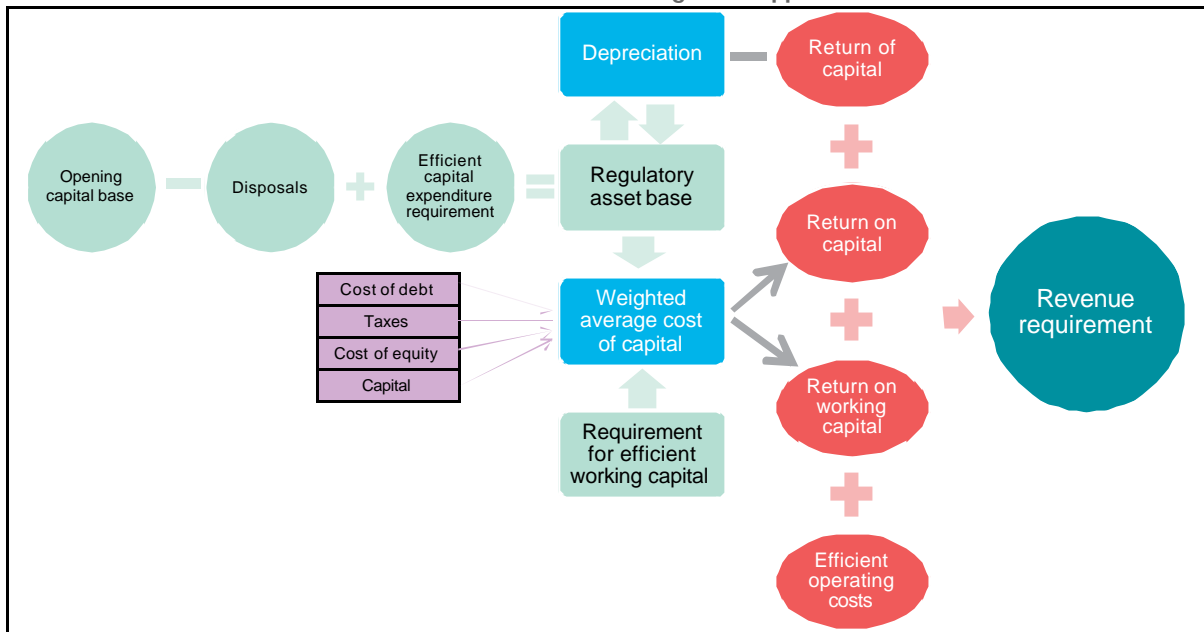 Depreciation
Return of
capital
Opening
capital base
Disposals
Efficient
capital
expenditure
requirement
Regulatory
asset base
Return on
capital
Cost of debt
Taxes
Cost of equity
Capital
Weighted
average cost
of capital
Revenue
requirement
Return on
working
capital
Requirement
for efficient
working capital
Efficient
operating
costs